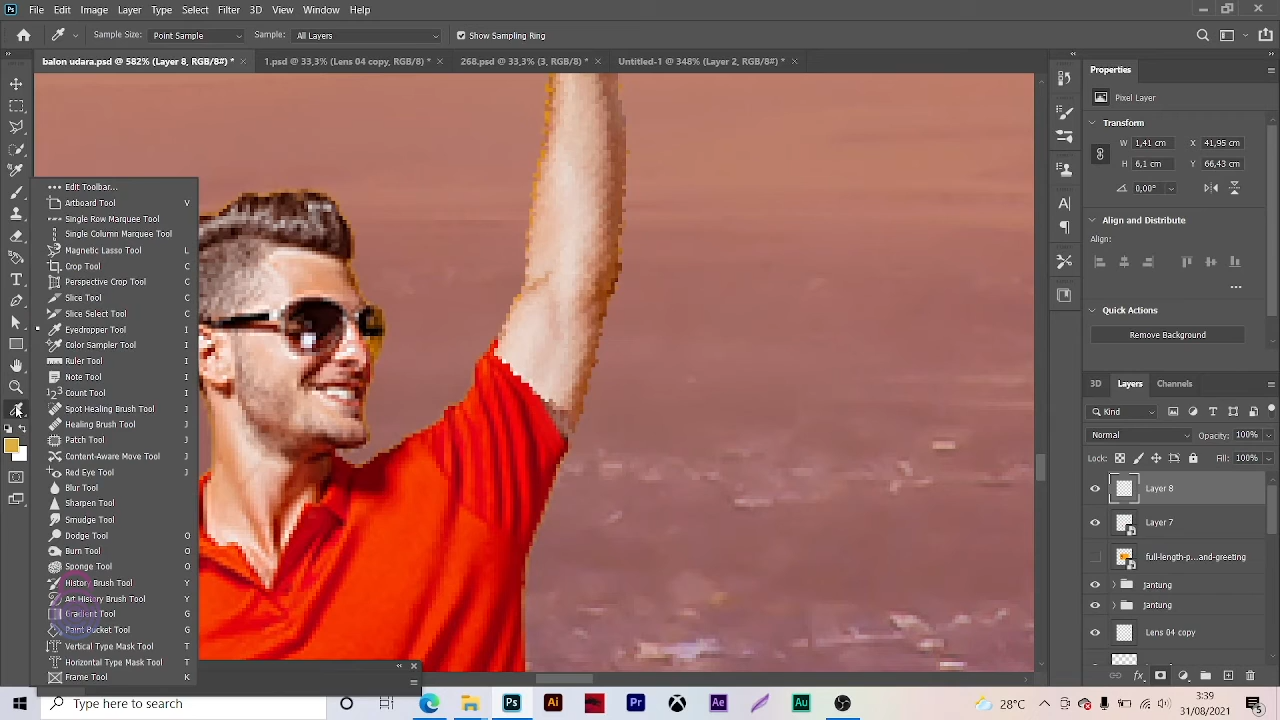 File Edit Image Layer Type Select Filter 3D View Window Help
Sample Size: Point Sample Sample: All Layers Show Sampling Ring
balon udara.psd @ 582% (Layer 8, RGB/8#) * × 1.psd @ 33,3% (Lens 04 copy, RGB/8) * × 268.psd @ 33,3% (3, RGB/8) * × Untitled-1 @ 348% (Layer 2, RGB/8#) * ×
Edit Toolbar...
Artboard Tool V
Single Row Marquee Tool
Single Column Marquee Tool
Magnetic Lasso Tool L
Crop Tool C
Perspective Crop Tool C
Slice Tool C
Slice Select Tool C
Eyedropper Tool I
Color Sampler Tool I
Ruler Tool I
Note Tool I
Count Tool I
Spot Healing Brush Tool J
Healing Brush Tool J
Patch Tool J
Content-Aware Move Tool J
Red Eye Tool J
Blur Tool
Sharpen Tool
Smudge Tool
Dodge Tool O
Burn Tool O
Sponge Tool O
History Brush Tool Y
Art History Brush Tool Y
Gradient Tool G
Paint Bucket Tool G
Vertical Type Mask Tool T
Horizontal Type Mask Tool T
Frame Tool K
Properties
Pixel Layer
Transform
W 1,41 cm X 41,95 cm
H 6,1 cm Y 66,43 cm
0,00
Align and Distribute
Align:
Quick Actions
Remove Background
3D Layers Channels
Kind
Normal Opacity: 100%
Lock: Fill: 100%
Layer 8
Layer 7
full-length-p...and-greeting
jantung
jantung
Lens 04 copy
Type here to search
Ps Ai Pr Ae Au
28°C
3:39
31/08/2021
5